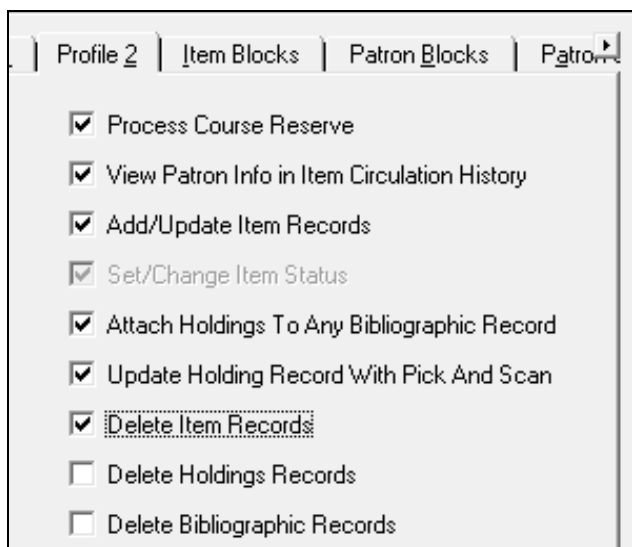 Profile 2 Item Blocks Patron Blocks
Process Course Reserve
View Patron Info in Item Circulation History
Add/Update Item Records
Set/Change Item Status
Attach Holdings To Any Bibliographic Record
Update Holding Record With Pick And Scan
Delete Item Records
Delete Holdings Records
Delete Bibliographic Records